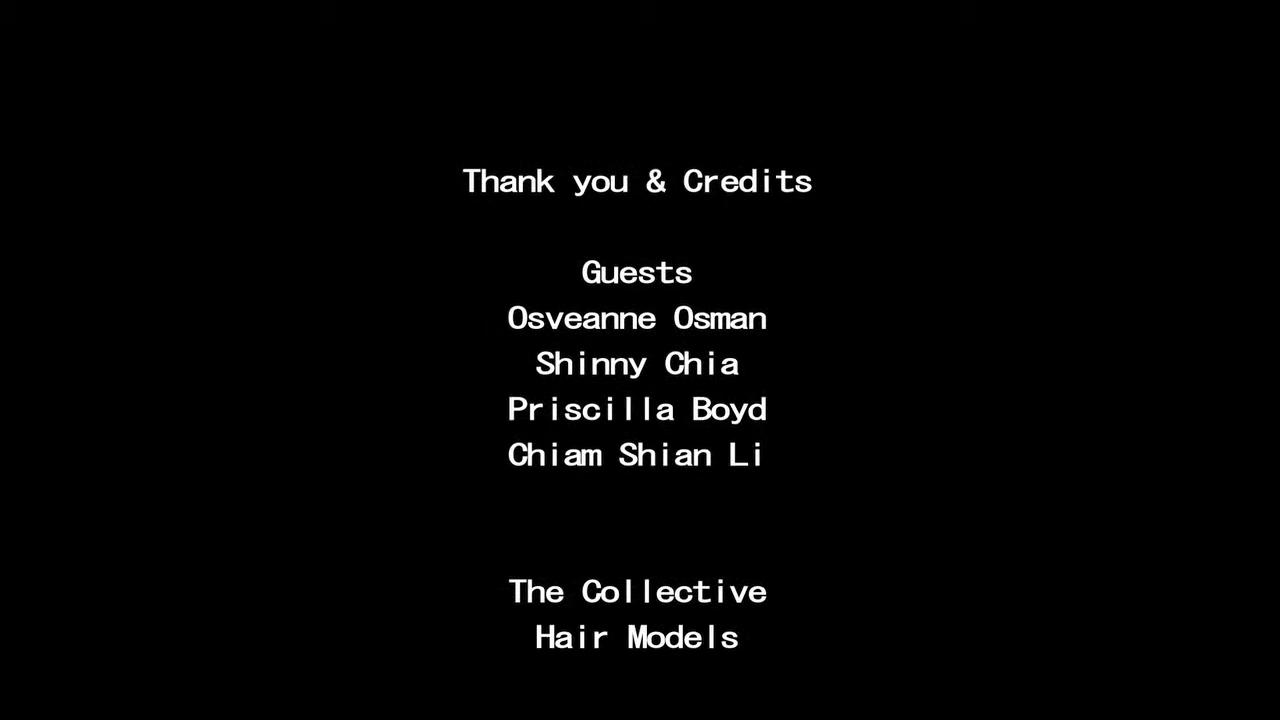 Thank you & Credits
Guests
Osveanne Osman
Shinny Chia
Priscilla Boyd
Chiam Shian Li
The Collective
Hair Models